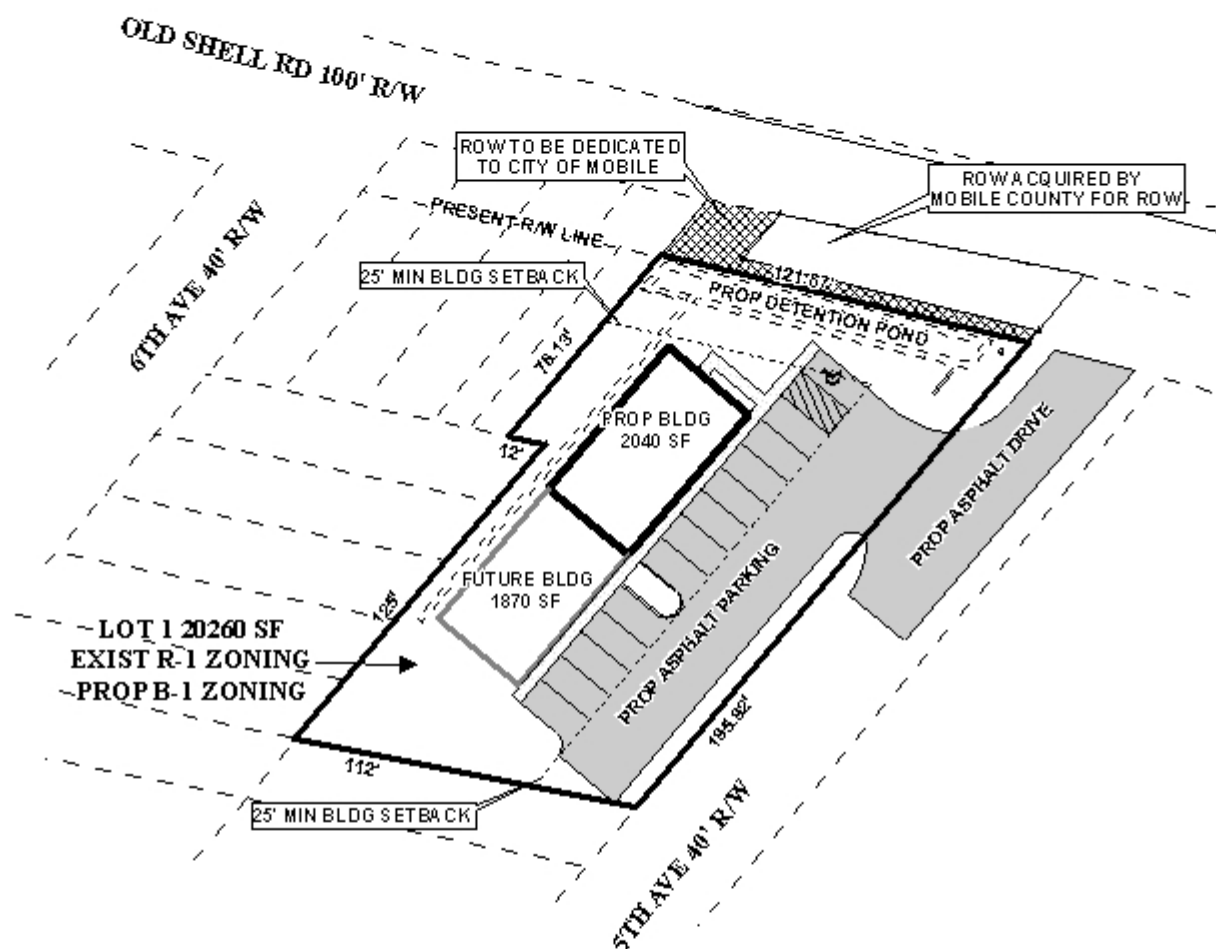 OLD SHELL RD 100' R/W
ROW TO BE DEDICATED
TO CITY OF MOBILE
ROW ACQUIRED BY
MOBILE COUNTY FOR ROW
6TH AVE 40' R/W
PRESENT R/W LINE
25' MIN BLDG SETBACK
121.67'
PROP DETENTION POND
78.13'
PROP BLDG
2040 SF
12'
PROP ASPHALT DRIVE
FUTURE BLDG
1870 SF
125'
PROP ASPHALT PARKING
LOT 1 20260 SF
EXIST R-1 ZONING
PROP B-1 ZONING
195.92'
112'
25' MIN BLDG SETBACK
5TH AVE 40' R/W